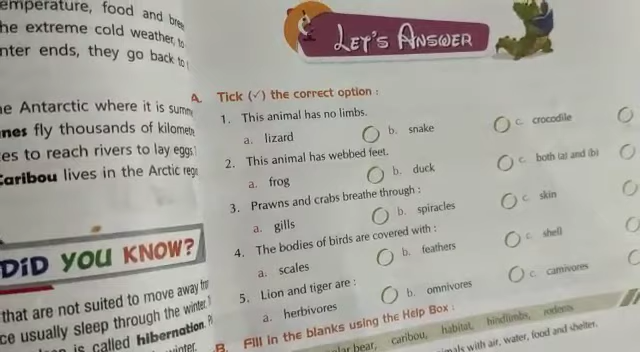 emperature, food and
he extreme cold weather, to
nter ends, they go back to
e Antarctic where it is
nes fly thousands of
es to reach rivers to lay eggs
Caribou lives in the Arctic
DiD YOU KNOW?
that are not suited to move away
ce usually sleep through the winter.
is called hibernation.
winter.
LET'S ANSWER
A. Tick (✓) the correct option :
1. This animal has no limbs.
a. lizard b. snake c. crocodile
2. This animal has webbed feet.
a. frog b. duck c. both (a) and (b)
3. Prawns and crabs breathe through :
a. gills b. spiracles c. skin
4. The bodies of birds are covered with :
a. scales b. feathers c. shell
5. Lion and tiger are :
a. herbivores b. omnivores c. carnivores
B. Fill in the blanks using the Help Box :
bear, caribou, habitat, hindlimbs, rodents
with air, water, food and shelter.